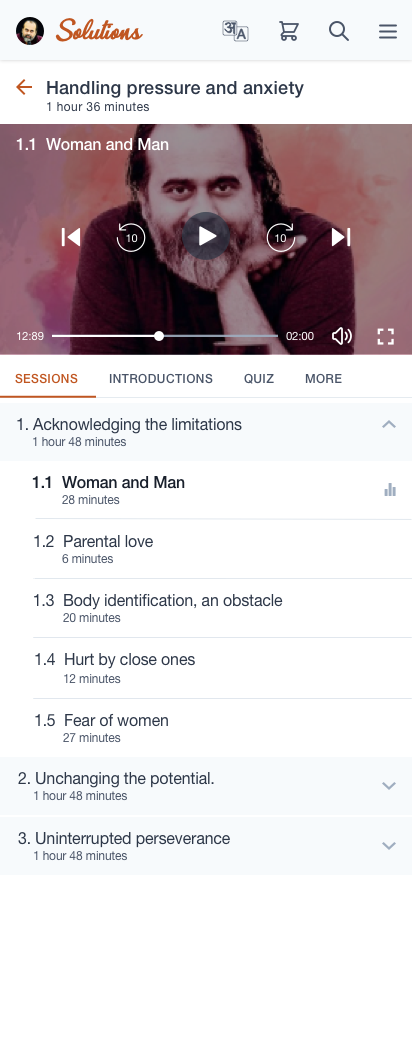 Solutions
अ A
Handling pressure and anxiety
1 hour 36 minutes
1.1 Woman and Man
10 10
12:89 02:00
SESSIONS INTRODUCTIONS QUIZ MORE
1. Acknowledging the limitations
1 hour 48 minutes
1.1 Woman and Man
28 minutes
1.2 Parental love
6 minutes
1.3 Body identification, an obstacle
20 minutes
1.4 Hurt by close ones
12 minutes
1.5 Fear of women
27 minutes
2. Unchanging the potential.
1 hour 48 minutes
3. Uninterrupted perseverance
1 hour 48 minutes